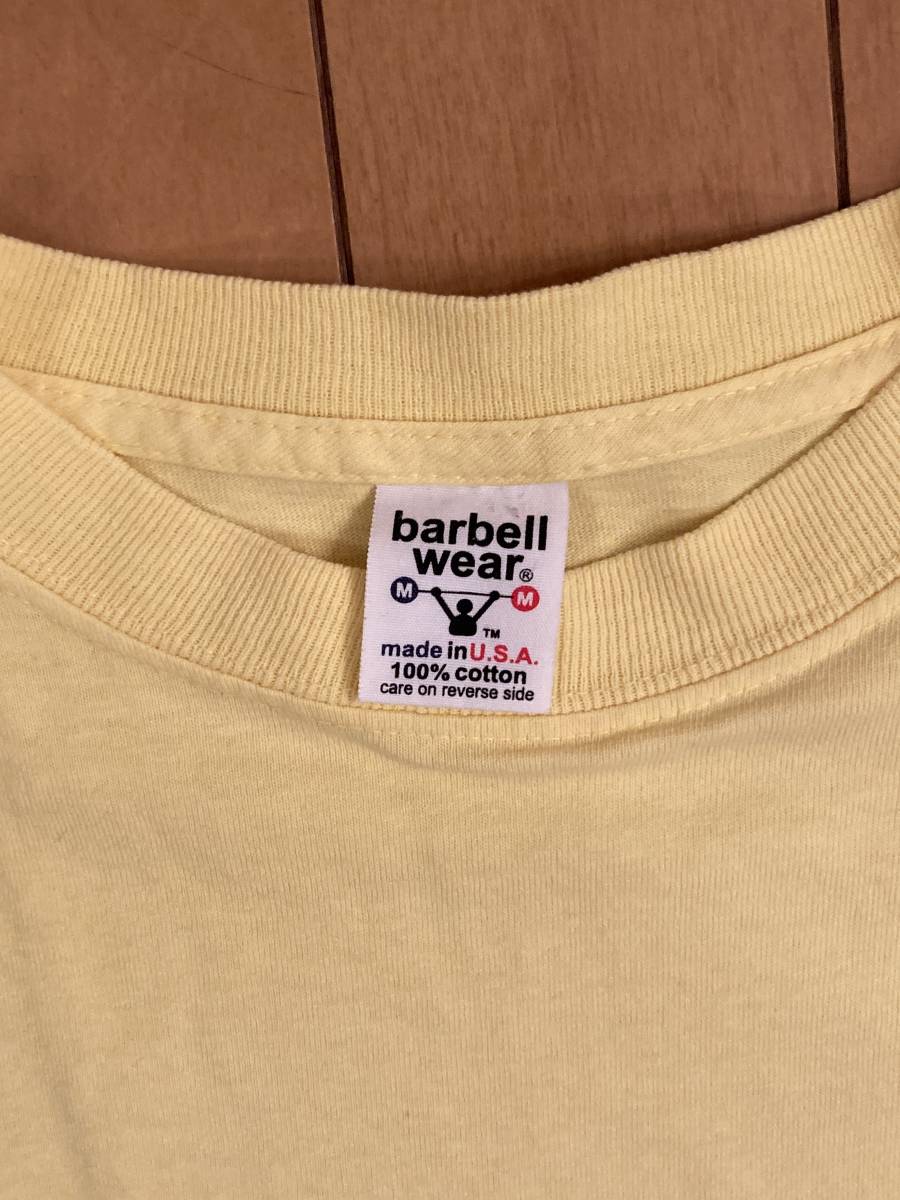 barbell
wear®
M M
TM
made in U.S.A.
100% cotton
care on reverse side